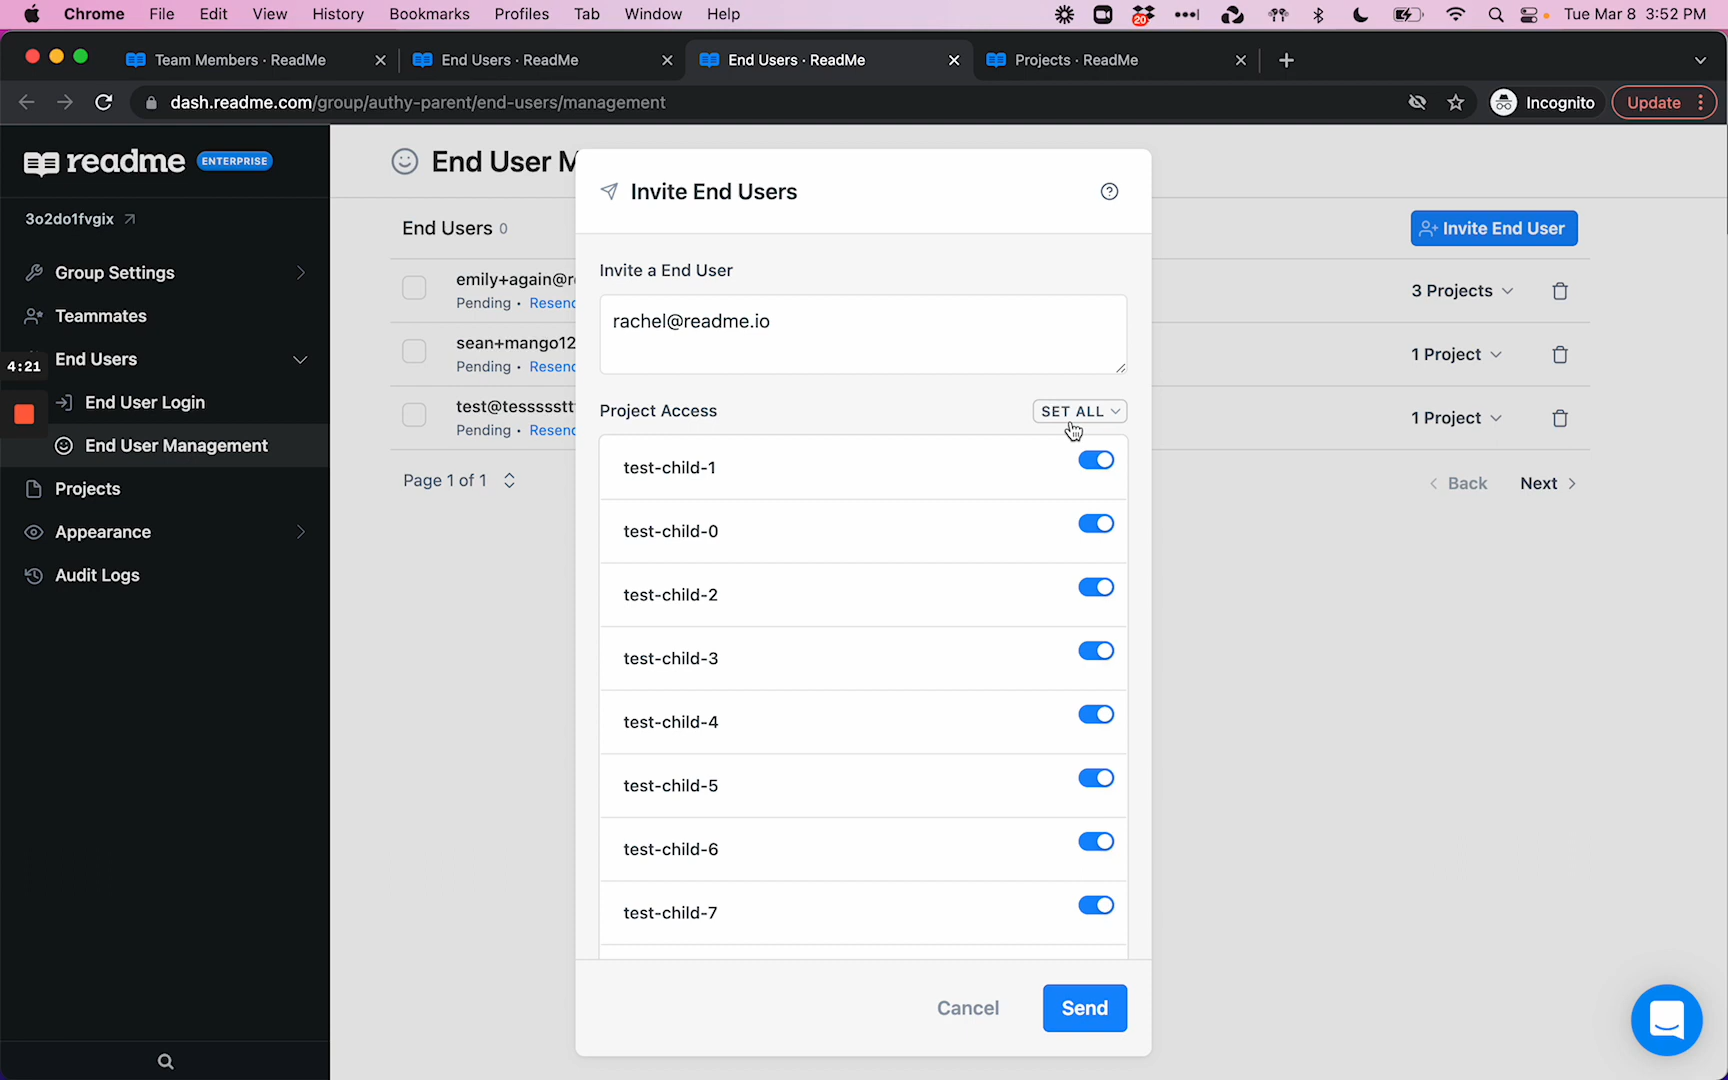 Chrome File Edit View History Bookmarks Profiles Tab Window Help 20 Tue Mar 8 3:52 PM
Team Members · ReadMe End Users · ReadMe End Users · ReadMe Projects · ReadMe
dash.readme.com/group/authy-parent/end-users/management Incognito Update
readme ENTERPRISE
3o2do1fvgix
Group Settings
Teammates
End Users
4:21
End User Login
End User Management
Projects
Appearance
Audit Logs
End User M
End Users 0
Invite End User
emily+again@r
Pending • Resend
3 Projects
sean+mango12
Pending • Resend
1 Project
test@tesssssttt
Pending • Resend
1 Project
Page 1 of 1
Back Next
Invite End Users
Invite a End User
rachel@readme.io
Project Access SET ALL
test-child-1
test-child-0
test-child-2
test-child-3
test-child-4
test-child-5
test-child-6
test-child-7
Cancel Send